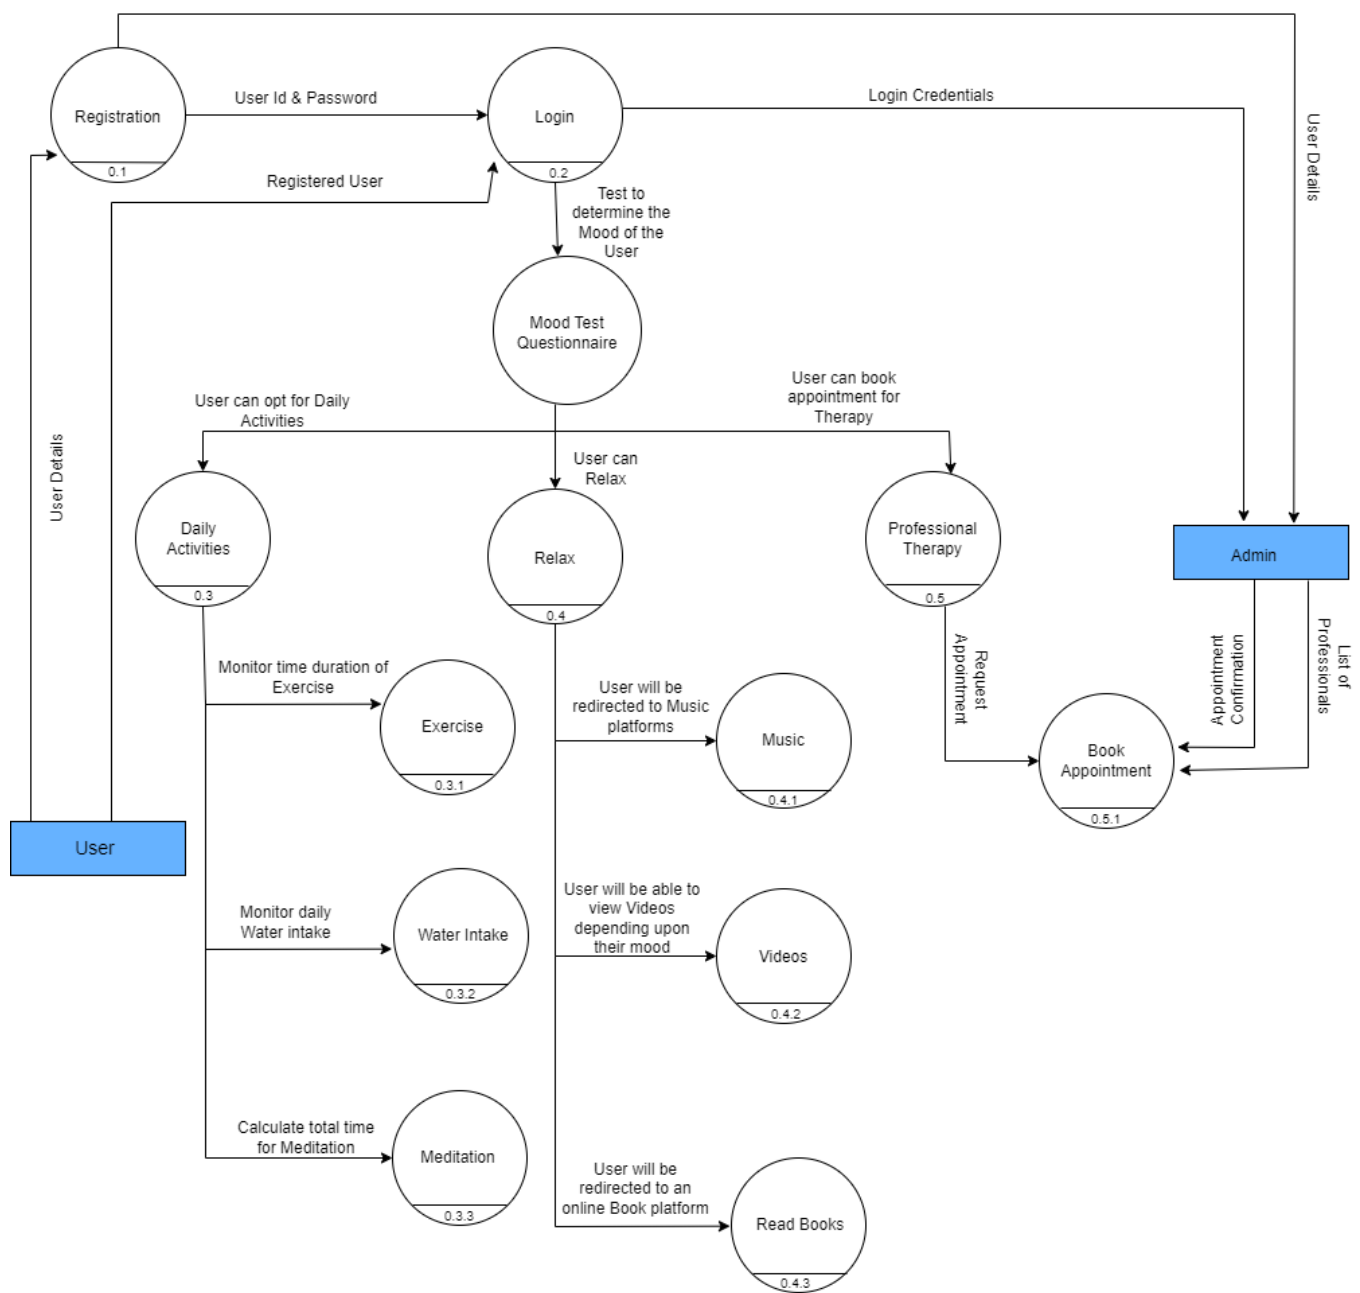 Registration
0.1
User Id & Password
Login
0.2
Login Credentials
User Details
Registered User
Test to
determine the
Mood of the
User
Mood Test
Questionnaire
User can opt for Daily
Activities
User can book
appointment for
Therapy
User can
Relax
User Details
Daily
Activities
0.3
Relax
0.4
Professional
Therapy
0.5
Admin
Monitor time duration of
Exercise
Exercise
0.3.1
User will be
redirected to Music
platforms
Music
0.4.1
Request
Appointment
Appointment
Confirmation
List of
Professionals
Book
Appointment
0.5.1
User
Monitor daily
Water intake
Water Intake
0.3.2
User will be able to
view Videos
depending upon
their mood
Videos
0.4.2
Calculate total time
for Meditation
Meditation
0.3.3
User will be
redirected to an
online Book platform
Read Books
0.4.3